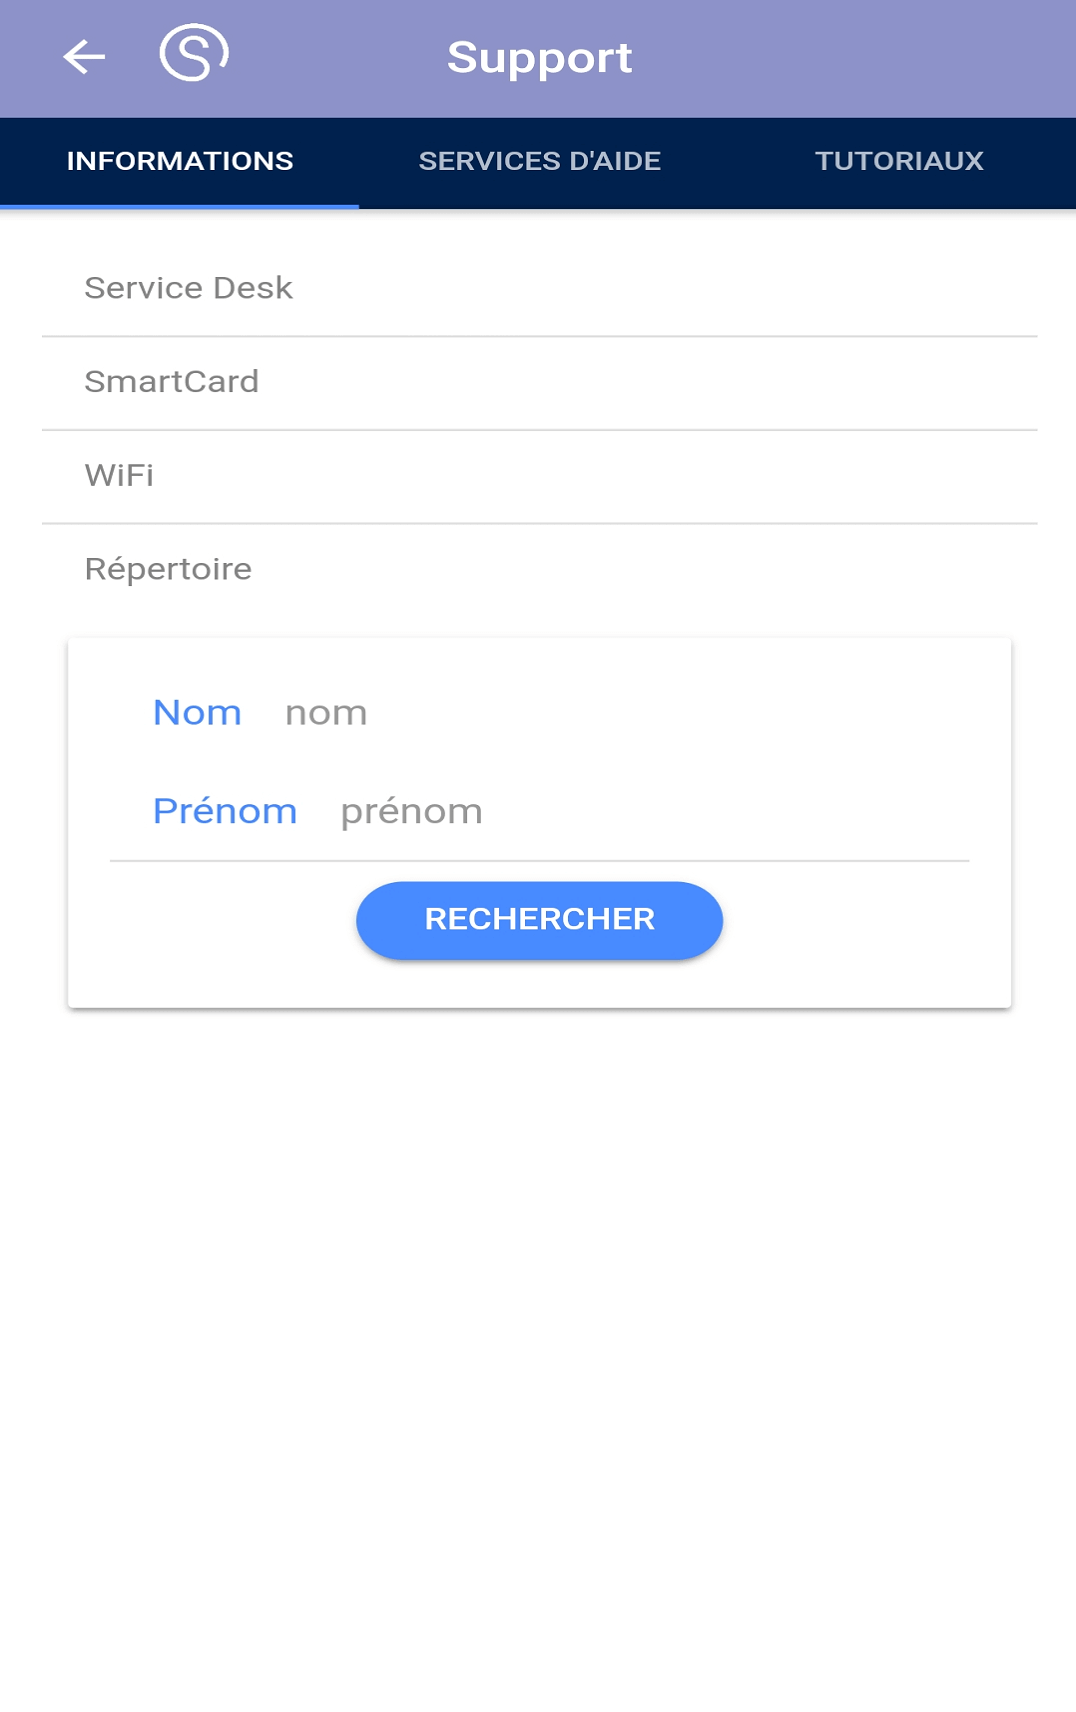 S
Support
INFORMATIONS
SERVICES D'AIDE
TUTORIAUX
Service Desk
SmartCard
WiFi
Répertoire
Nom nom
Prénom prénom
RECHERCHER